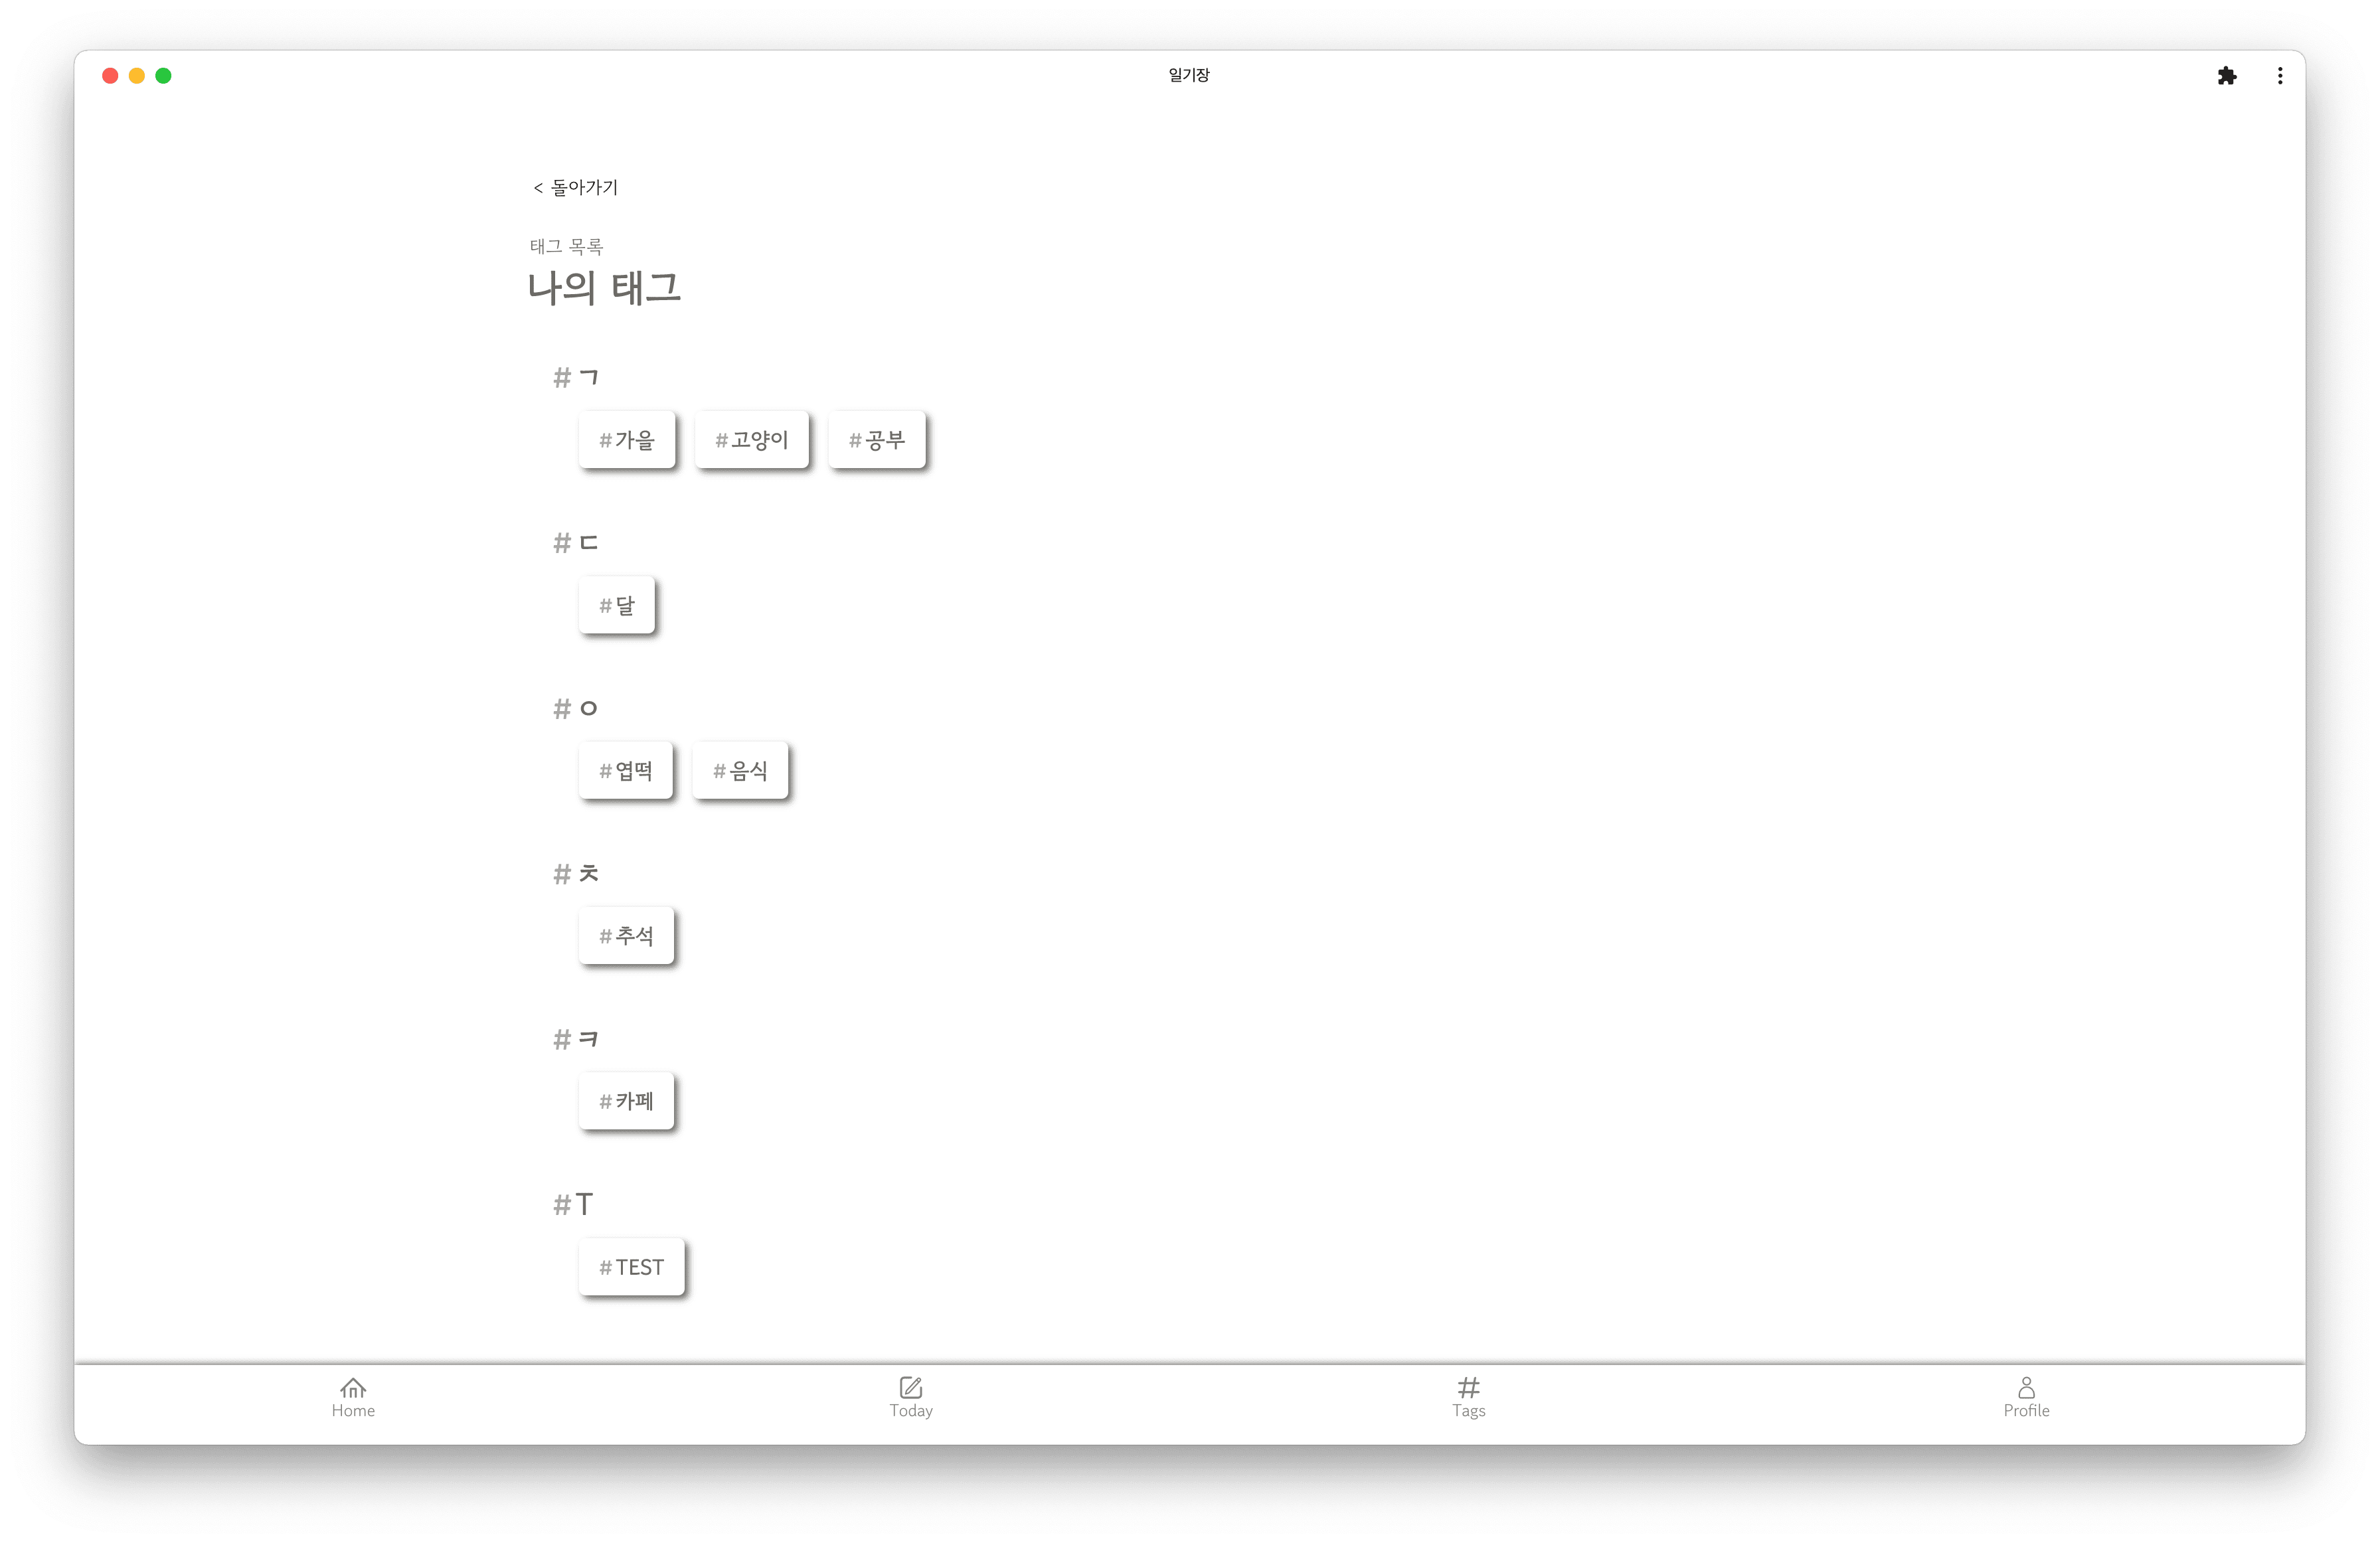 일기장
< 돌아가기
태그 목록
나의 태그
# ㄱ
#가을 #고양이 #공부
# ㄷ
#달
# ㅇ
#엽떡 #음식
# ㅊ
#추석
# ㅋ
#카페
#T
#TEST
Home Today Tags Profile